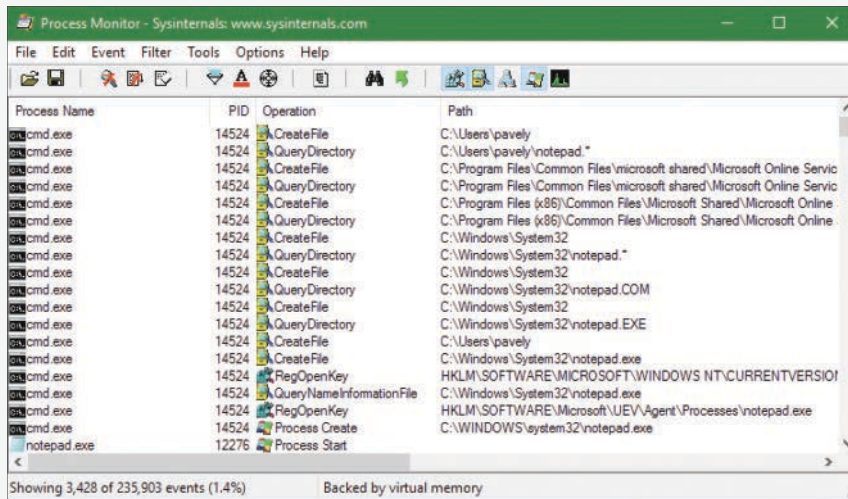 Process Monitor - Sysinternals: www.sysinternals.com
File Edit Event Filter Tools Options Help
Process Name PID Operation Path
cmd.exe 14524 CreateFile C:\Users\pavely
cmd.exe 14524 QueryDirectory C:\Users\pavely\notepad.*
cmd.exe 14524 CreateFile C:\Program Files\Common Files\microsoft shared\Microsoft Online Servic
cmd.exe 14524 QueryDirectory C:\Program Files\Common Files\microsoft shared\Microsoft Online Servic
cmd.exe 14524 CreateFile C:\Program Files (x86)\Common Files\Microsoft Shared\Microsoft Online
cmd.exe 14524 QueryDirectory C:\Program Files (x86)\Common Files\Microsoft Shared\Microsoft Online
cmd.exe 14524 CreateFile C:\Windows\System32
cmd.exe 14524 QueryDirectory C:\Windows\System32\notepad.*
cmd.exe 14524 CreateFile C:\Windows\System32
cmd.exe 14524 QueryDirectory C:\Windows\System32\notepad.COM
cmd.exe 14524 CreateFile C:\Windows\System32
cmd.exe 14524 QueryDirectory C:\Windows\System32\notepad.EXE
cmd.exe 14524 CreateFile C:\Users\pavely
cmd.exe 14524 CreateFile C:\Windows\System32\notepad.exe
cmd.exe 14524 RegOpenKey HKLM\SOFTWARE\MICROSOFT\WINDOWS NT\CURRENTVERSION
cmd.exe 14524 QueryNameInformationFile C:\Windows\System32\notepad.exe
cmd.exe 14524 RegOpenKey HKLM\SOFTWARE\Microsoft\UEV\Agent\Processes\notepad.exe
cmd.exe 14524 Process Create C:\WINDOWS\system32\notepad.exe
notepad.exe 12276 Process Start
Showing 3,428 of 235,903 events (1.4%) Backed by virtual memory